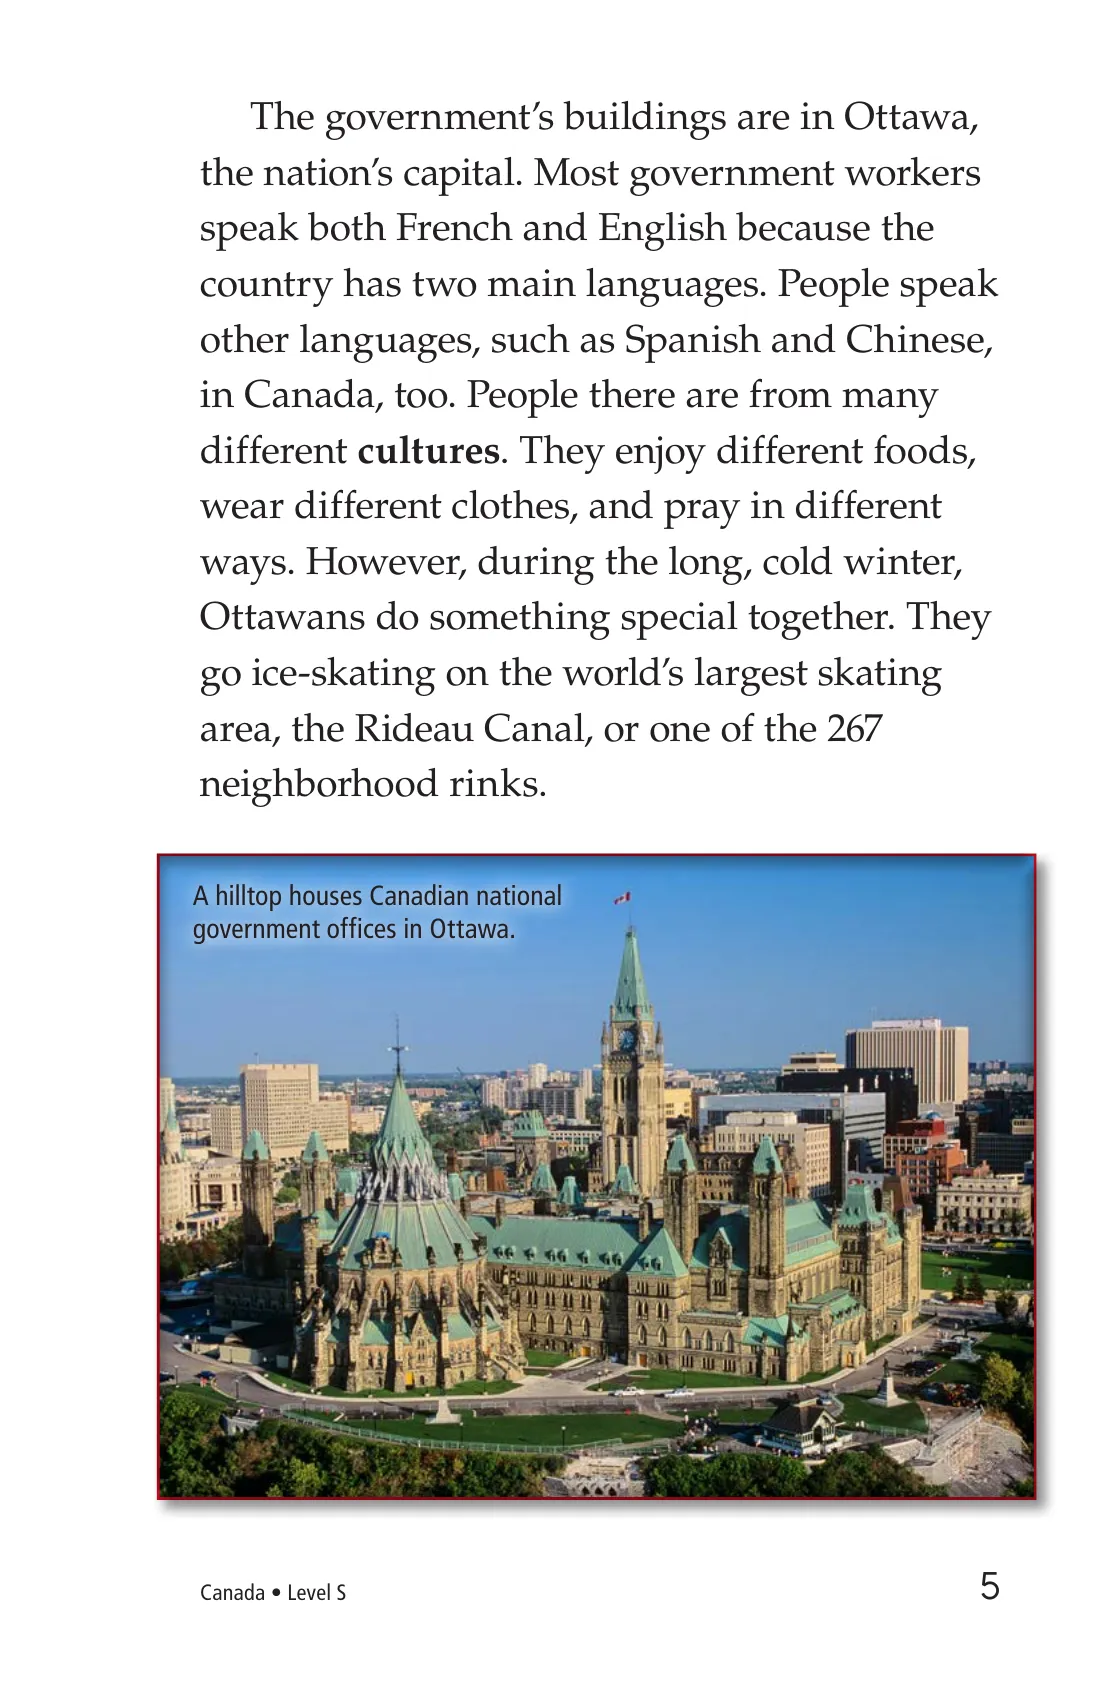 The government’s buildings are in Ottawa,
the nation’s capital. Most government workers
speak both French and English because the
country has two main languages. People speak
other languages, such as Spanish and Chinese,
in Canada, too. People there are from many
different cultures. They enjoy different foods,
wear different clothes, and pray in different
ways. However, during the long, cold winter,
Ottawans do something special together. They
go ice-skating on the world’s largest skating
area, the Rideau Canal, or one of the 267
neighborhood rinks.
A hilltop houses Canadian national
government offices in Ottawa.
Canada • Level S
5